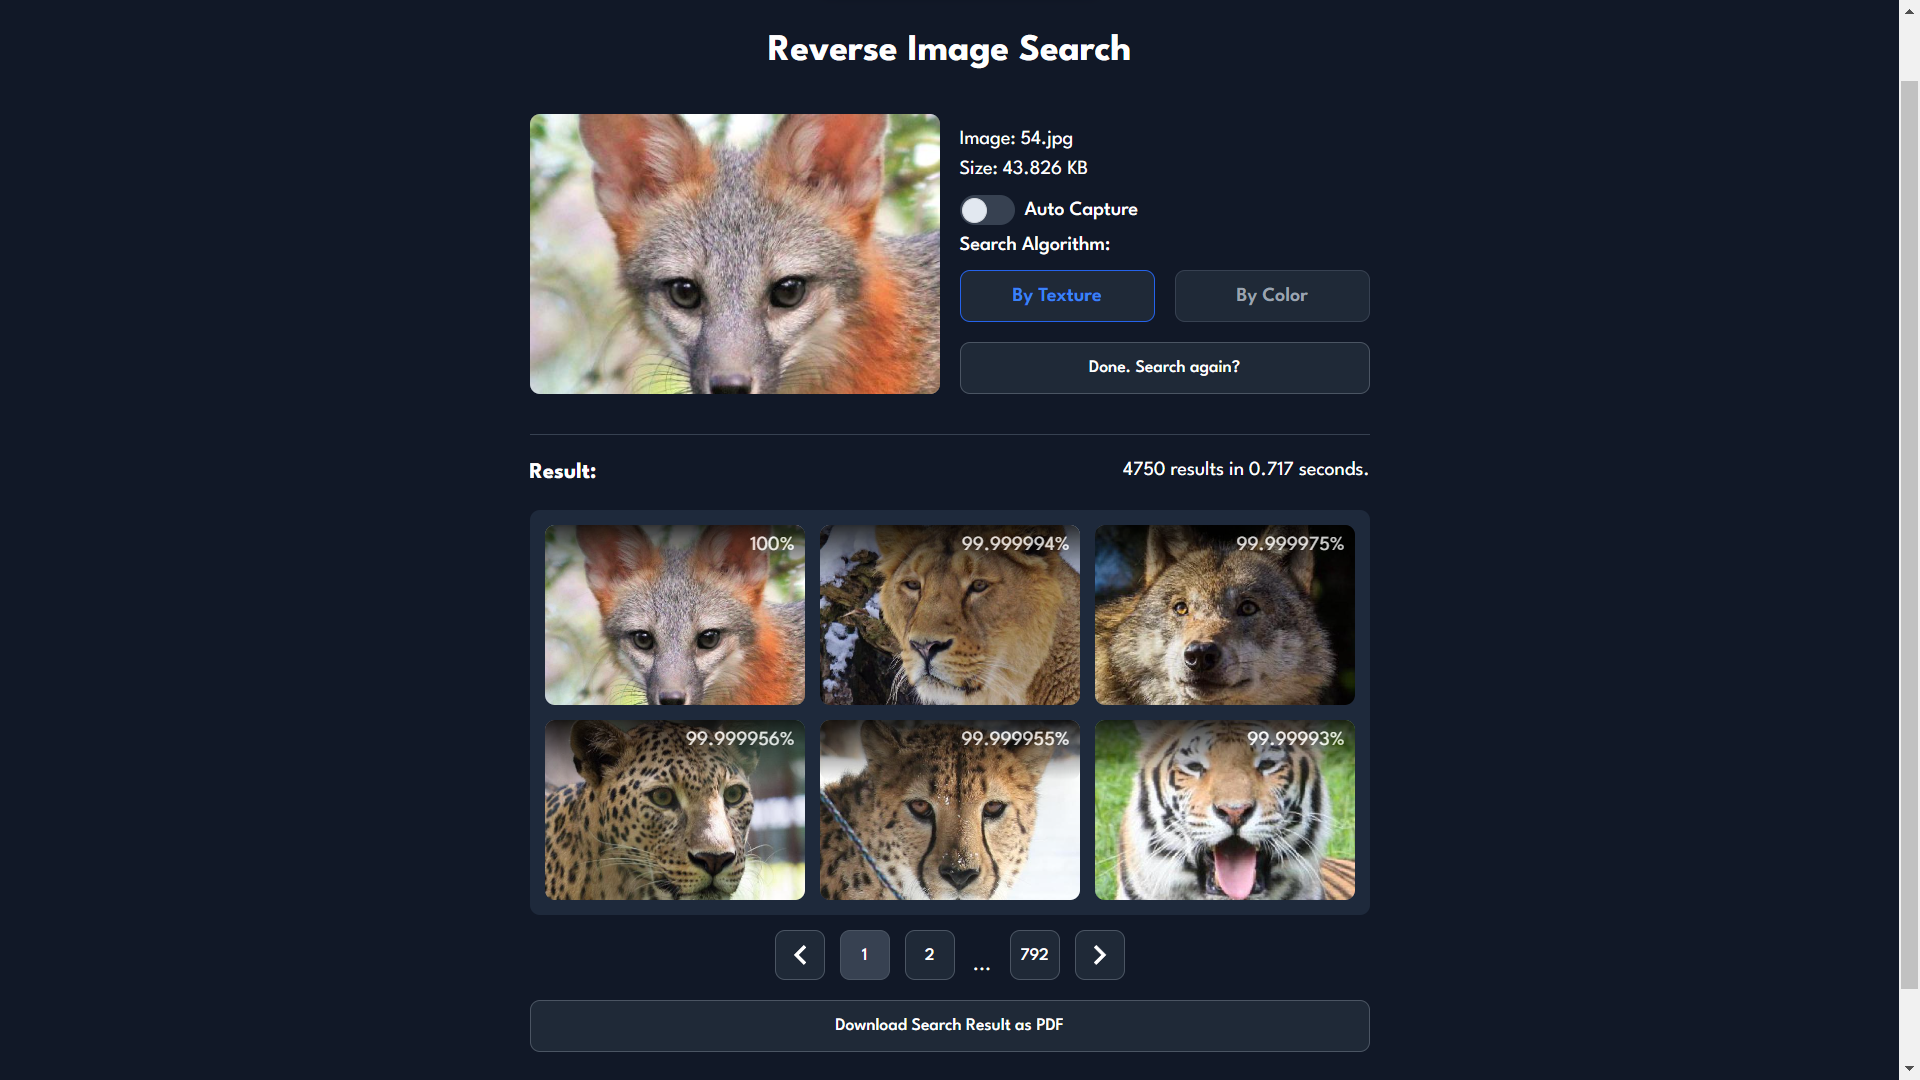 Reverse Image Search
Image: 54.jpg
Size: 43.826 KB
Auto Capture
Search Algorithm:
By Texture
By Color
Done. Search again?
Result:
4750 results in 0.717 seconds.
100%
99.999994%
99.999975%
99.999956%
99.999955%
99.99993%
1
2
...
792
Download Search Result as PDF